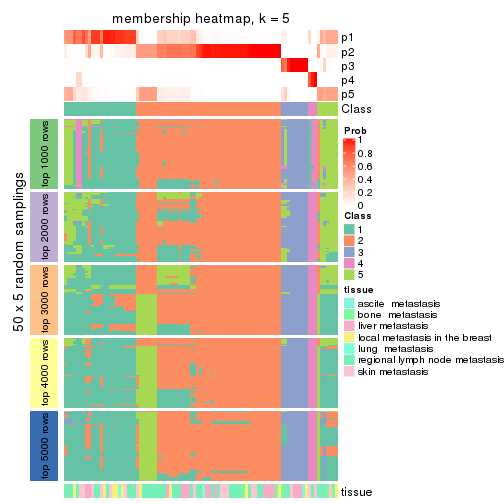 membership heatmap, k = 5
p1
p2
p3
p4
p5
Class
50 x 5 random samplings
top 1000 rows
top 2000 rows
top 3000 rows
top 4000 rows
top 5000 rows
tissue
Prob
1
0.8
0.6
0.4
0.2
0
Class
1
2
3
4
5
tissue
ascite metastasis
bone metastasis
liver metastasis
local metastasis in the breast
lung metastasis
regional lymph node metastasis
skin metastasis